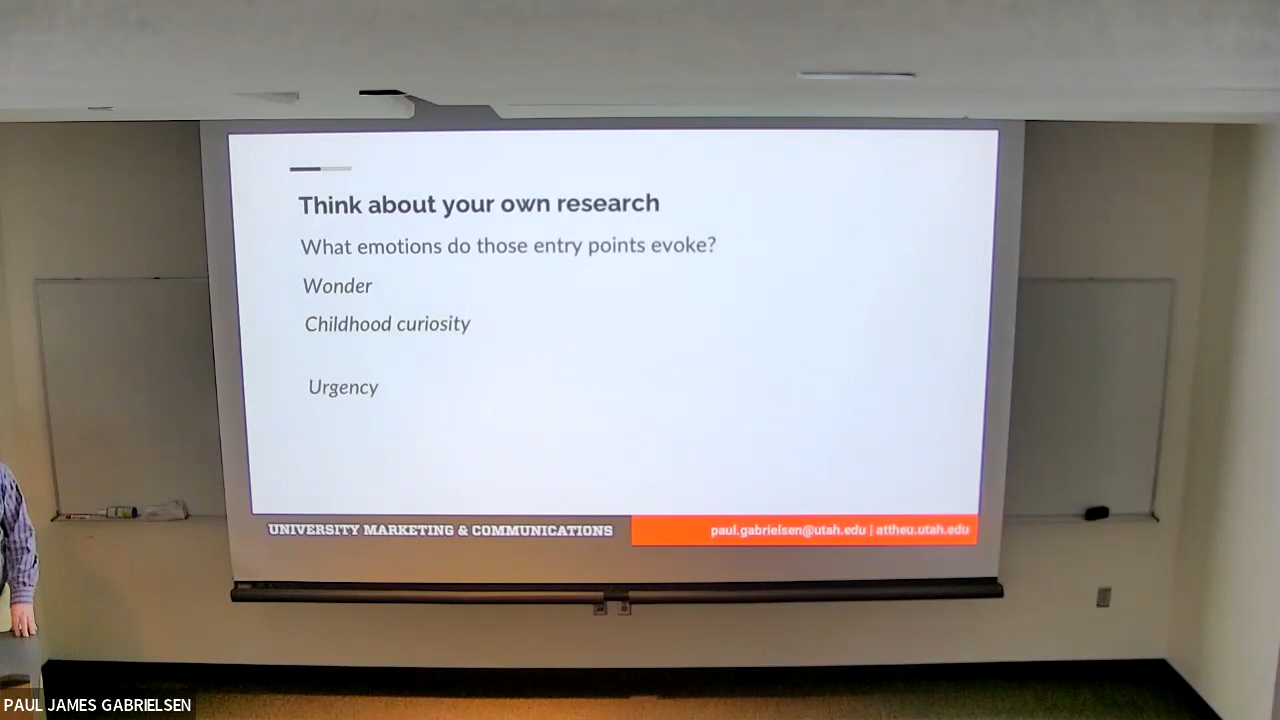 Think about your own research
What emotions do those entry points evoke?
Wonder
Childhood curiosity
Urgency
UNIVERSITY MARKETING & COMMUNICATIONS
paul.gabrielsen@utah.edu | attheu.utah.edu
PAUL JAMES GABRIELSEN